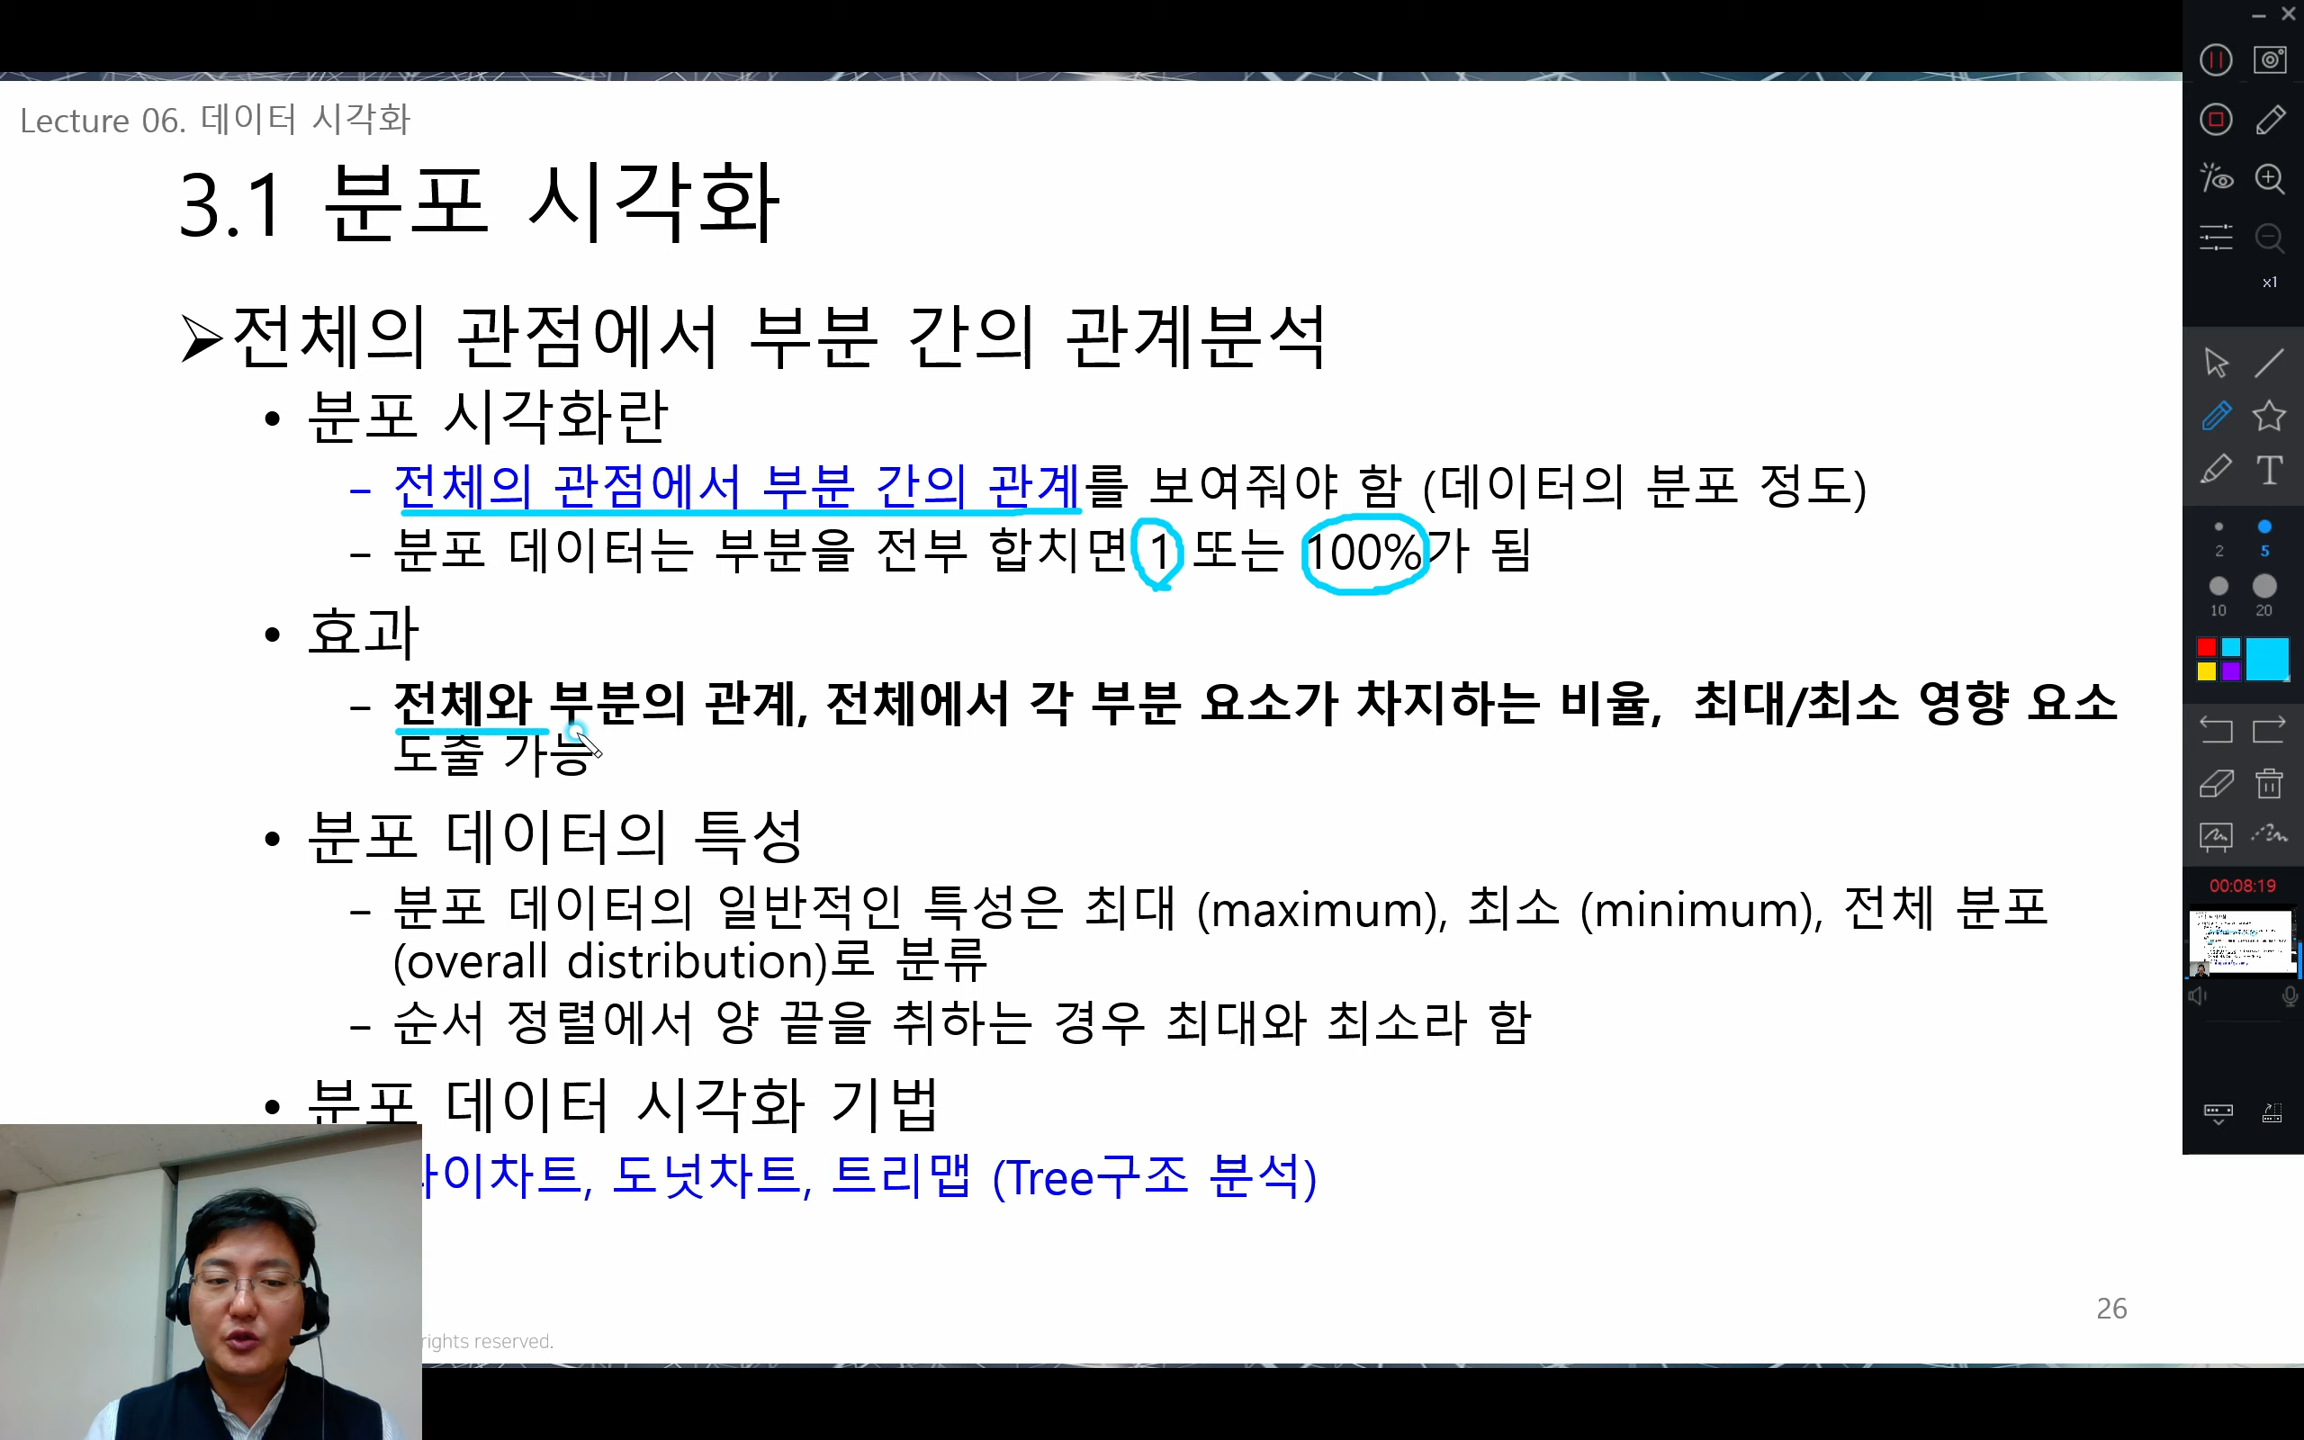 Lecture 06. 데이터 시각화
3.1 분포 시각화
➢전체의 관점에서 부분 간의 관계분석
• 분포 시각화란
– 전체의 관점에서 부분 간의 관계를 보여줘야 함 (데이터의 분포 정도)
– 분포 데이터는 부분을 전부 합치면 1 또는 100%가 됨
• 효과
– 전체와 부분의 관계, 전체에서 각 부분 요소가 차지하는 비율, 최대/최소 영향 요소
도출 가능
• 분포 데이터의 특성
– 분포 데이터의 일반적인 특성은 최대 (maximum), 최소 (minimum), 전체 분포
(overall distribution)로 분류
– 순서 정렬에서 양 끝을 취하는 경우 최대와 최소라 함
• 분포 데이터 시각화 기법
이차트, 도넛차트, 트리맵 (Tree구조 분석)
rights reserved.
26
x1
T
2 5
10 20
00:08:19